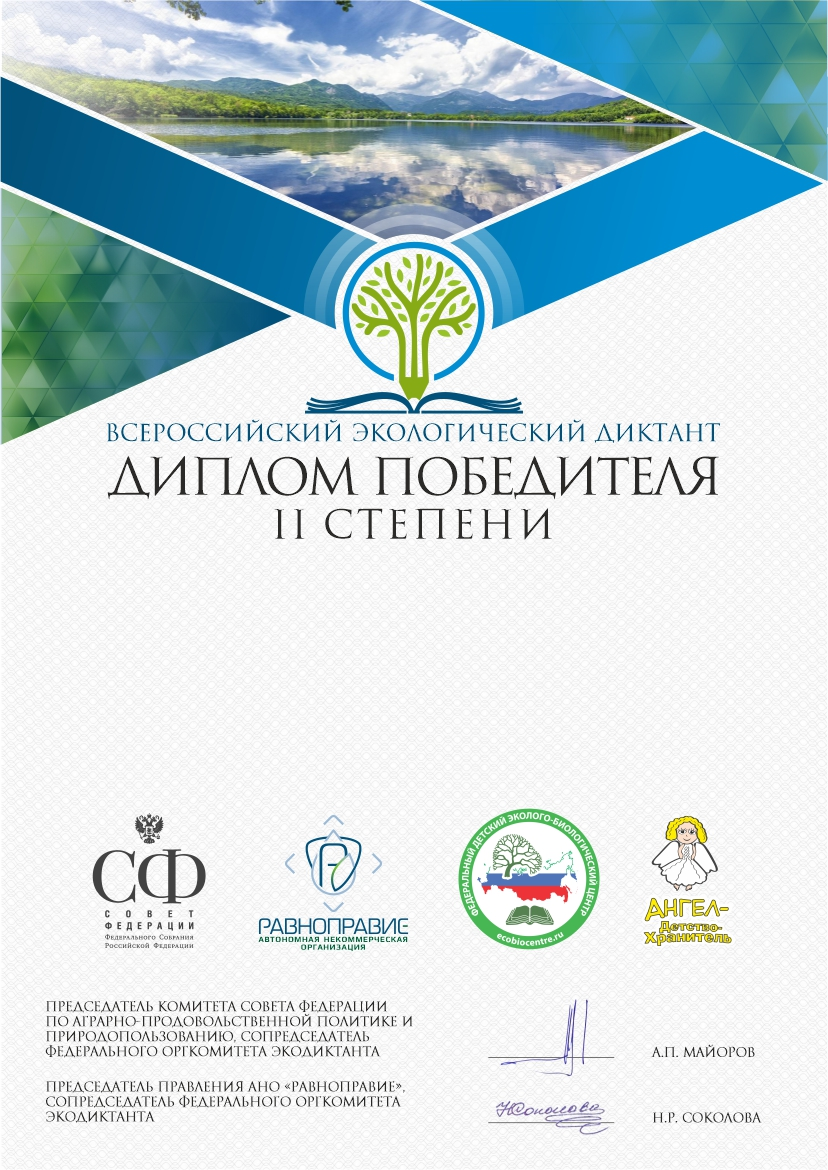 ВСЕРОССИЙСКИЙ ЭКОЛОГИЧЕСКИЙ ДИКТАНТ
ДИПЛОМ ПОБЕДИТЕЛЯ
II СТЕПЕНИ
СФ
СОВЕТ
ФЕДЕРАЦИИ
Федерального Собрания
Российской Федерации
РАВНОПРАВИЕ
АВТОНОМНАЯ НЕКОММЕРЧЕСКАЯ
ОРГАНИЗАЦИЯ
ФЕДЕРАЛЬНЫЙ ДЕТСКИЙ ЭКОЛОГО-БИОЛОГИЧЕСКИЙ ЦЕНТР
ecobiocentre.ru
АНГЕЛ-
Детство-
Хранитель
ПРЕДСЕДАТЕЛЬ КОМИТЕТА СОВЕТА ФЕДЕРАЦИИ
ПО АГРАРНО-ПРОДОВОЛЬСТВЕННОЙ ПОЛИТИКЕ И
ПРИРОДОПОЛЬЗОВАНИЮ, СОПРЕДСЕДАТЕЛЬ
ФЕДЕРАЛЬНОГО ОРГКОМИТЕТА ЭКОДИКТАНТА
А.П. МАЙОРОВ
ПРЕДСЕДАТЕЛЬ ПРАВЛЕНИЯ АНО «РАВНОПРАВИЕ»,
СОПРЕДСЕДАТЕЛЬ ФЕДЕРАЛЬНОГО ОРГКОМИТЕТА
ЭКОДИКТАНТА
НСоколова
Н.Р. СОКОЛОВА